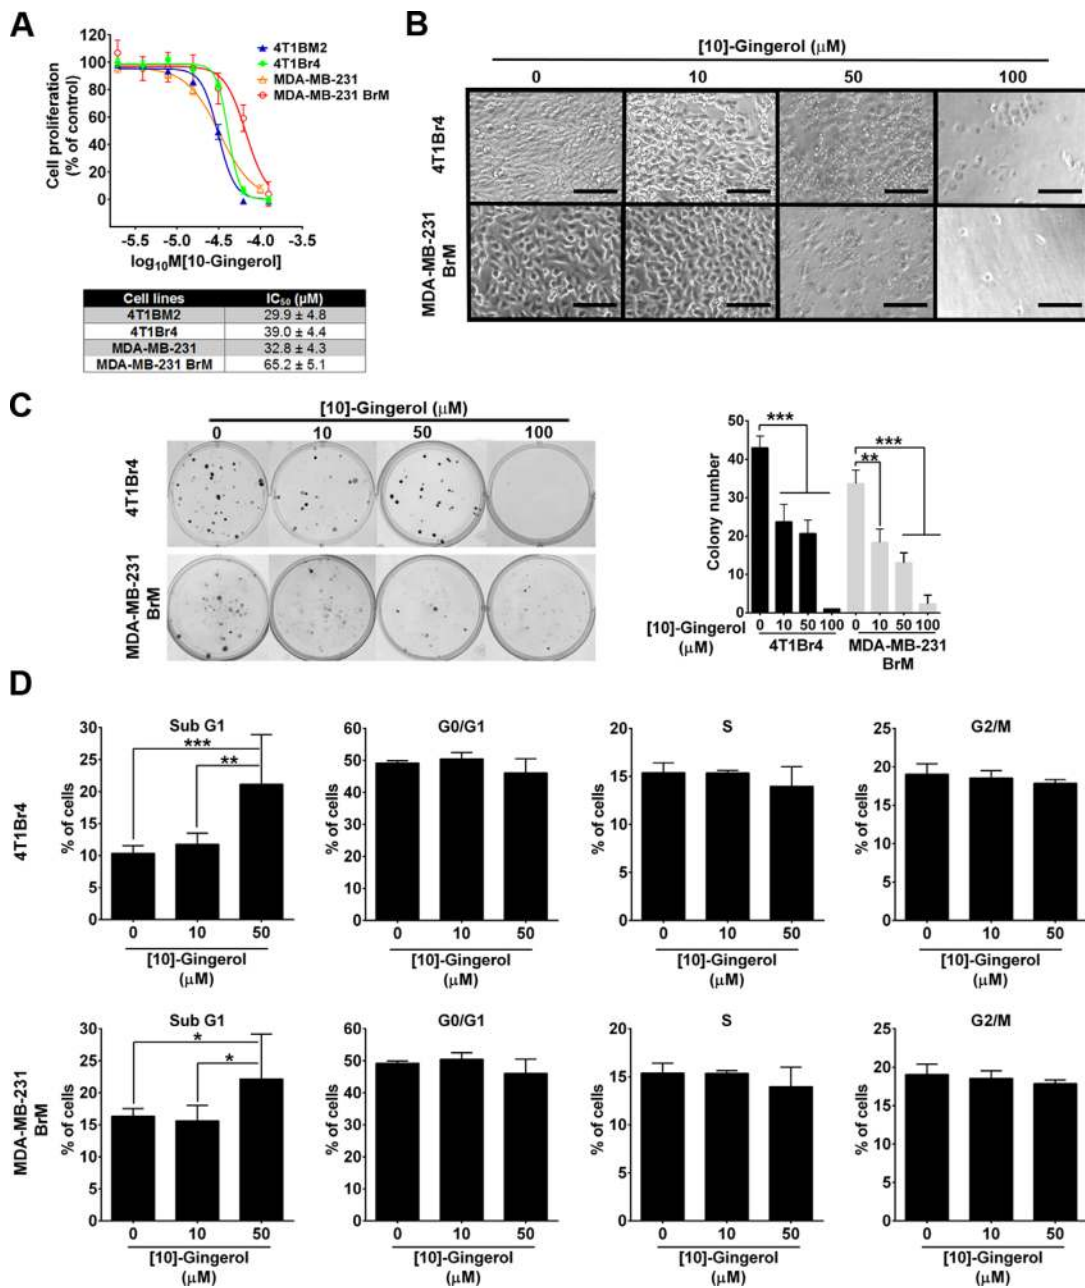 A
Cell proliferation
(% of control)
120
100
80
60
40
20
0
4T1BM2
4T1Br4
MDA-MB-231
MDA-MB-231 BrM
-5.5 -5.0 -4.5 -4.0 -3.5
log10M[10-Gingerol]
Cell lines IC50 (µM)
4T1BM2 29.9 ± 4.8
4T1Br4 39.0 ± 4.4
MDA-MB-231 32.8 ± 4.3
MDA-MB-231 BrM 65.2 ± 5.1
B
[10]-Gingerol (µM)
0 10 50 100
4T1Br4
MDA-MB-231
BrM
C
[10]-Gingerol (µM)
0 10 50 100
4T1Br4
MDA-MB-231
BrM
Colony number
50
40
30
20
10
0
***
**
***
0 10 50 100 0 10 50 100
[10]-Gingerol
(µM)
4T1Br4
MDA-MB-231
BrM
D
4T1Br4
Sub G1
% of cells
30
25
20
15
10
5
0
***
**
0 10 50
[10]-Gingerol
(µM)
G0/G1
% of cells
60
50
40
30
20
10
0
0 10 50
[10]-Gingerol
(µM)
S
% of cells
20
15
10
5
0
0 10 50
[10]-Gingerol
(µM)
G2/M
% of cells
25
20
15
10
5
0
0 10 50
[10]-Gingerol
(µM)
MDA-MB-231
BrM
Sub G1
% of cells
30
25
20
15
10
5
0
*
*
0 10 50
[10]-Gingerol
(µM)
G0/G1
% of cells
60
50
40
30
20
10
0
0 10 50
[10]-Gingerol
(µM)
S
% of cells
20
15
10
5
0
0 10 50
[10]-Gingerol
(µM)
G2/M
% of cells
25
20
15
10
5
0
0 10 50
[10]-Gingerol
(µM)